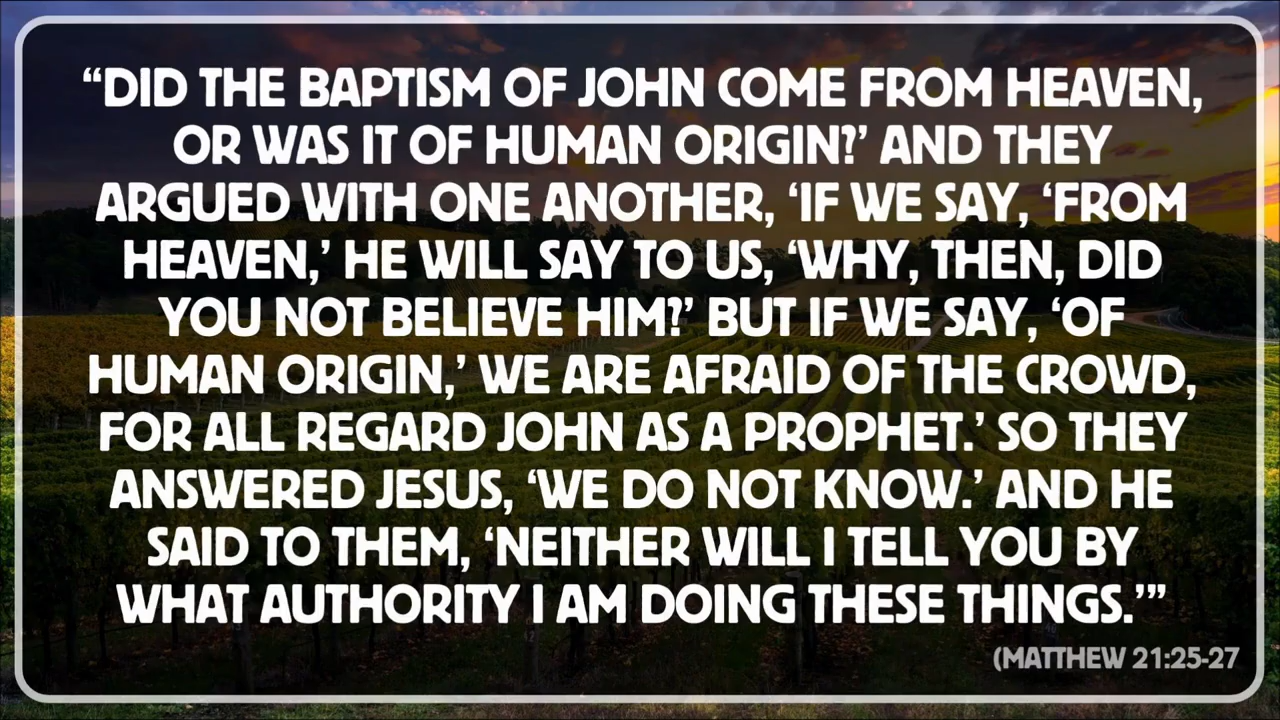 “DID THE BAPTISM OF JOHN COME FROM HEAVEN,
OR WAS IT OF HUMAN ORIGIN?’ AND THEY
ARGUED WITH ONE ANOTHER, ‘IF WE SAY, ‘FROM
HEAVEN,’ HE WILL SAY TO US, ‘WHY, THEN, DID
YOU NOT BELIEVE HIM?’ BUT IF WE SAY, ‘OF
HUMAN ORIGIN,’ WE ARE AFRAID OF THE CROWD,
FOR ALL REGARD JOHN AS A PROPHET.’ SO THEY
ANSWERED JESUS, ‘WE DO NOT KNOW.’ AND HE
SAID TO THEM, ‘NEITHER WILL I TELL YOU BY
WHAT AUTHORITY I AM DOING THESE THINGS.’”
(MATTHEW 21:25-27